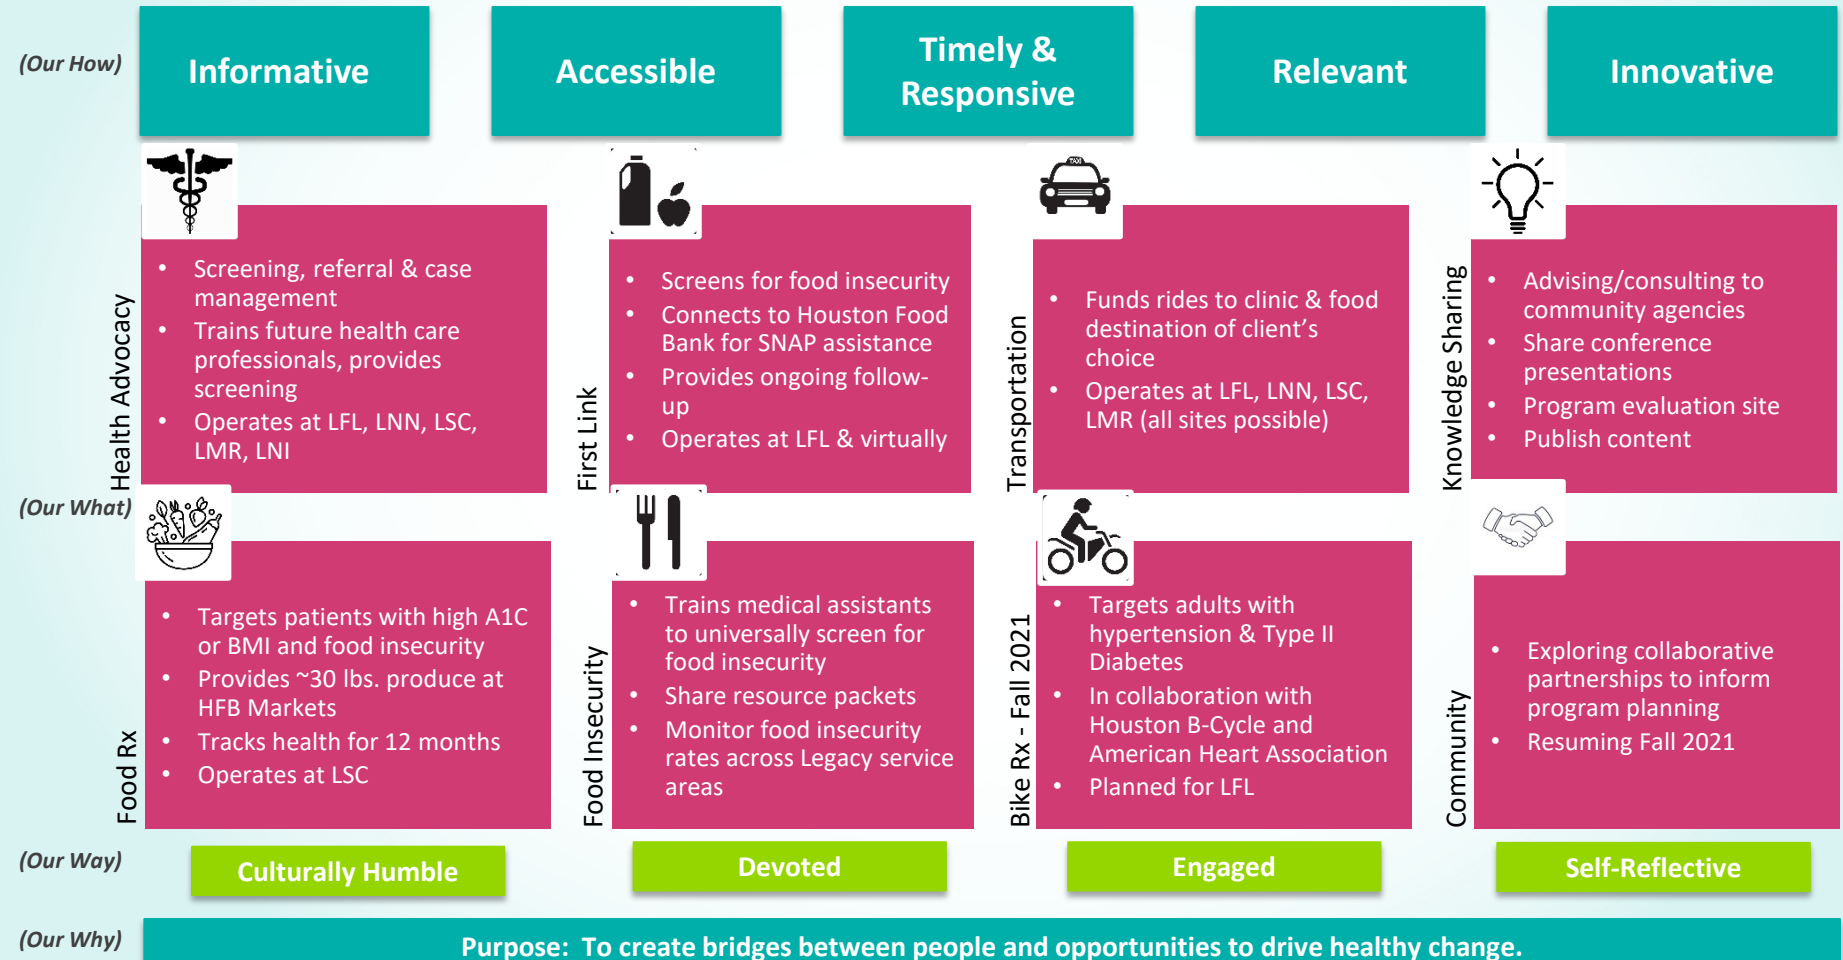 (Our How)
Informative
Accessible
Timely &
Responsive
Relevant
Innovative
(Our What)
Health Advocacy
• Screening, referral & case
management
• Trains future health care
professionals, provides
screening
• Operates at LFL, LNN, LSC,
LMR, LNI
First Link
• Screens for food insecurity
• Connects to Houston Food
Bank for SNAP assistance
• Provides ongoing follow-
up
• Operates at LFL & virtually
TAXI
Transportation
• Funds rides to clinic & food
destination of client’s
choice
• Operates at LFL, LNN, LSC,
LMR (all sites possible)
Knowledge Sharing
• Advising/consulting to
community agencies
• Share conference
presentations
• Program evaluation site
• Publish content
Food Rx
• Targets patients with high A1C
or BMI and food insecurity
• Provides ~30 lbs. produce at
HFB Markets
• Tracks health for 12 months
• Operates at LSC
Food Insecurity
• Trains medical assistants
to universally screen for
food insecurity
• Share resource packets
• Monitor food insecurity
rates across Legacy service
areas
Bike Rx - Fall 2021
• Targets adults with
hypertension & Type II
Diabetes
• In collaboration with
Houston B-Cycle and
American Heart Association
• Planned for LFL
Community
• Exploring collaborative
partnerships to inform
program planning
• Resuming Fall 2021
(Our Way)
Culturally Humble
Devoted
Engaged
Self-Reflective
(Our Why)
Purpose: To create bridges between people and opportunities to drive healthy change.